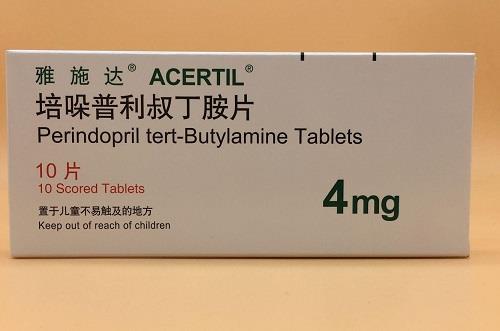 雅施达® ACERTIL®
培哚普利叔丁胺片
Perindopril tert-Butylamine Tablets
10 片
10 Scored Tablets
置于儿童不易触及的地方
Keep out of reach of children
4mg